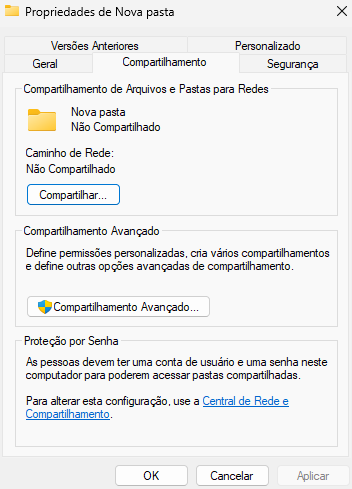 Propriedades de Nova pasta
Versões Anteriores
Personalizado
Geral
Compartilhamento
Segurança
Compartilhamento de Arquivos e Pastas para Redes
Nova pasta
Não Compartilhado
Caminho de Rede:
Não Compartilhado
Compartilhar...
Compartilhamento Avançado
Define permissões personalizadas, cria vários compartilhamentos
e define outras opções avançadas de compartilhamento.
Compartilhamento Avançado...
Proteção por Senha
As pessoas devem ter uma conta de usuário e uma senha neste
computador para poderem acessar pastas compartilhadas.
Para alterar esta configuração, use a Central de Rede e
Compartilhamento.
OK
Cancelar
Aplicar